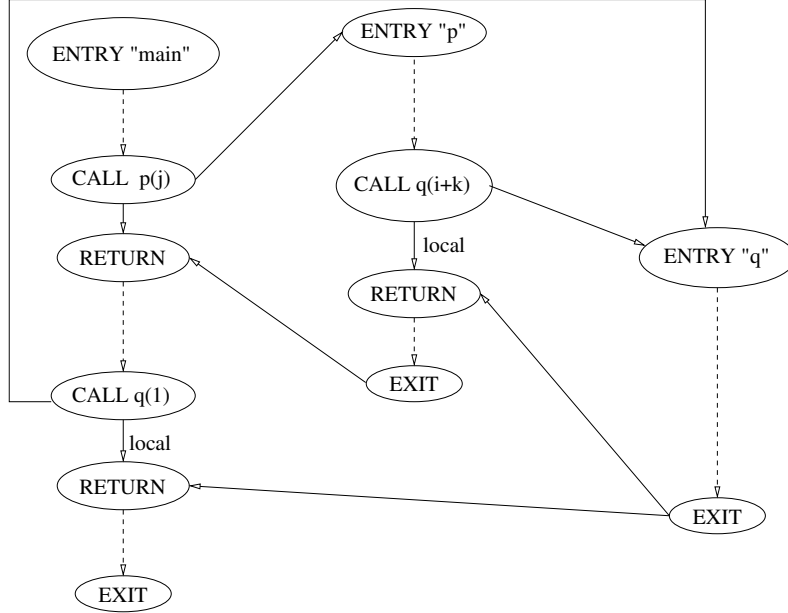 ENTRY "main"
CALL p(j)
RETURN
CALL q(1)
local
RETURN
EXIT
ENTRY "p"
CALL q(i+k)
local
RETURN
EXIT
ENTRY "q"
EXIT